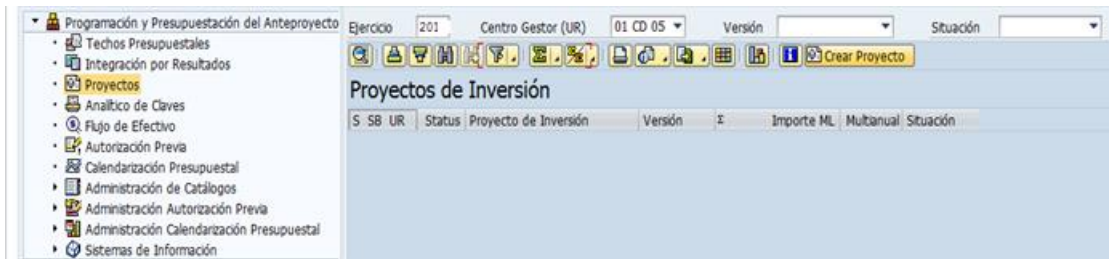 Programación y Presupuestación del Anteproyecto
Techos Presupuestales
Integración por Resultados
Proyectos
Analítico de Claves
Flujo de Efectivo
Autorización Previa
Calendarización Presupuestal
Administración de Catálogos
Administración Autorización Previa
Administración Calendarización Presupuestal
Sistemas de Información
Ejercicio 201 Centro Gestor (UR) 01 CD 05 Versión Situación
Crear Proyecto
Proyectos de Inversión
S SB UR Status Proyecto de Inversión Versión Σ Importe ML Multianual Situación